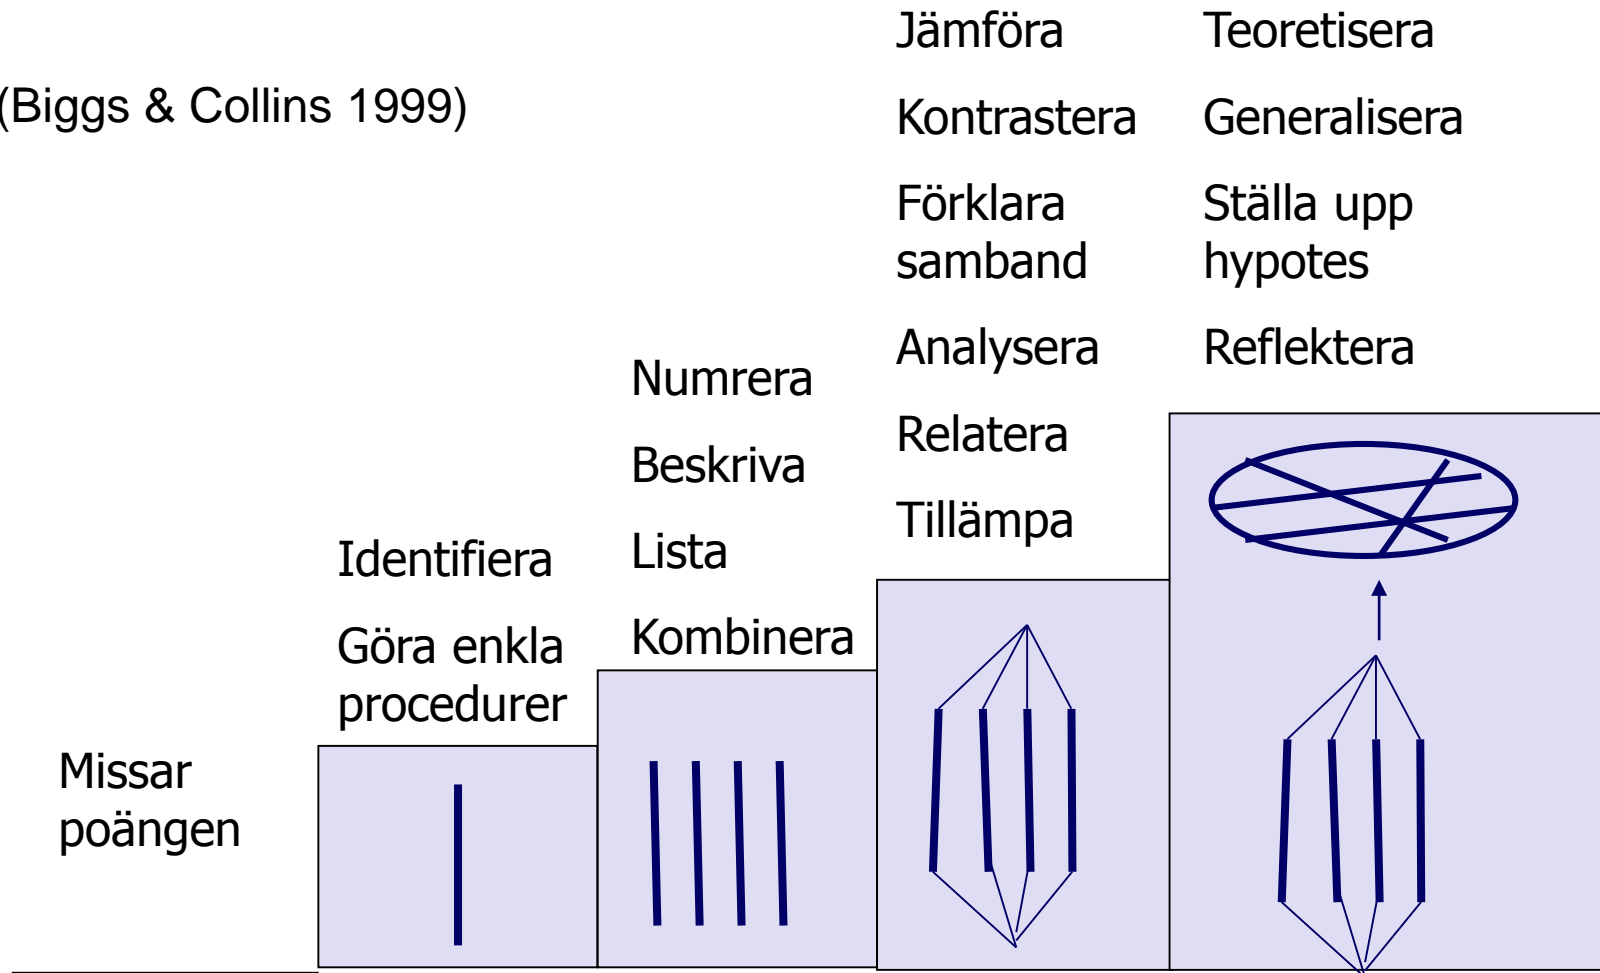 (Biggs & Collins 1999)
Missar
poängen
Identifiera
Göra enkla
procedurer
Numrera
Beskriva
Lista
Kombinera
Jämföra
Kontrastera
Förklara
samband
Analysera
Relatera
Tillämpa
Teoretisera
Generalisera
Ställa upp
hypotes
Reflektera